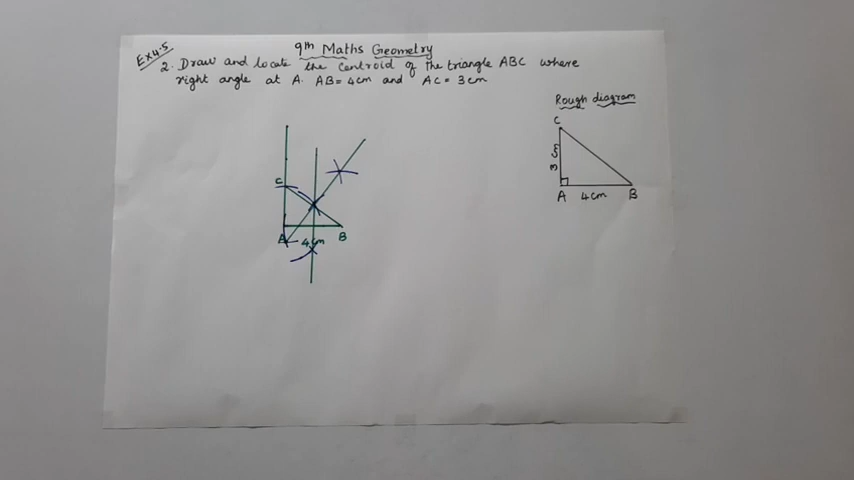 Ex 4.5
9th Maths Geometry
2. Draw and locate the Centroid of the triangle ABC where
right angle at A. AB = 4cm and AC = 3cm
Rough diagram
C
3 cm
A 4cm B
C
A 4cm B